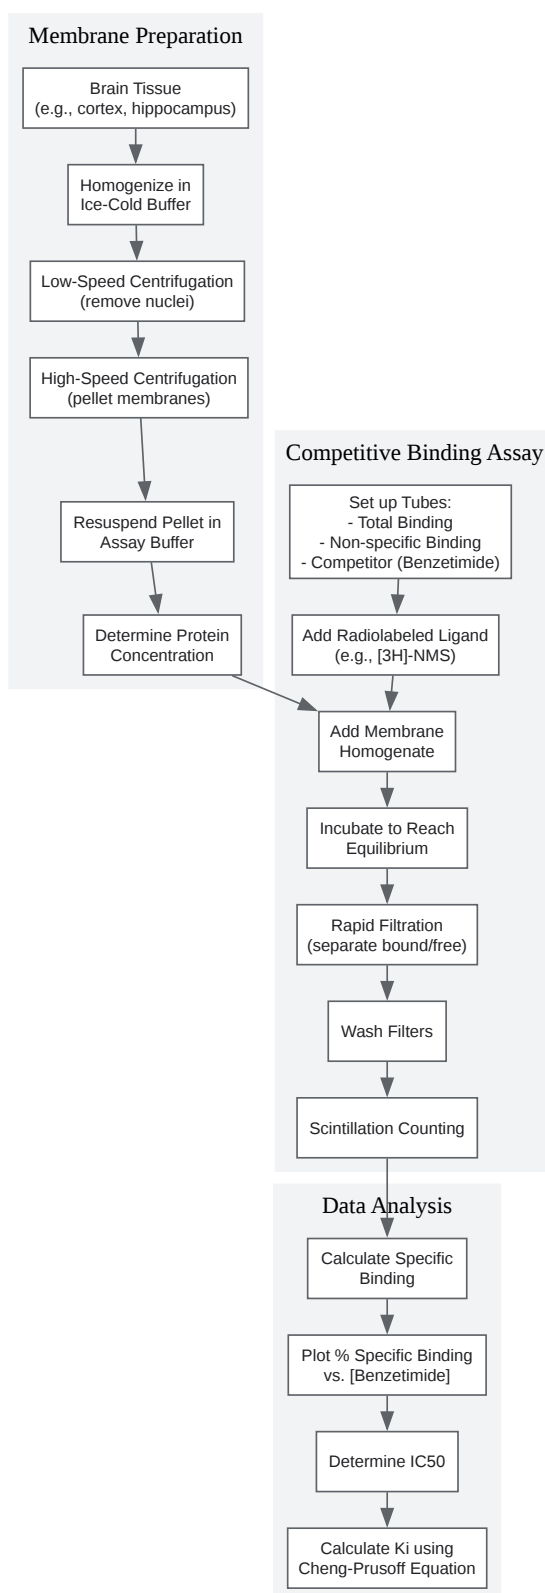 Membrane Preparation
Brain Tissue
(e.g., cortex, hippocampus)
Homogenize in
Ice-Cold Buffer
Low-Speed Centrifugation
(remove nuclei)
High-Speed Centrifugation
(pellet membranes)
Resuspend Pellet in
Assay Buffer
Determine Protein
Concentration
Competitive Binding Assay
Set up Tubes:
- Total Binding
- Non-specific Binding
- Competitor (Benzetimide)
Add Radiolabeled Ligand
(e.g., [3H]-NMS)
Add Membrane
Homogenate
Incubate to Reach
Equilibrium
Rapid Filtration
(separate bound/free)
Wash Filters
Scintillation Counting
Data Analysis
Calculate Specific
Binding
Plot % Specific Binding
vs. [Benzetimide]
Determine IC50
Calculate Ki using
Cheng-Prusoff Equation